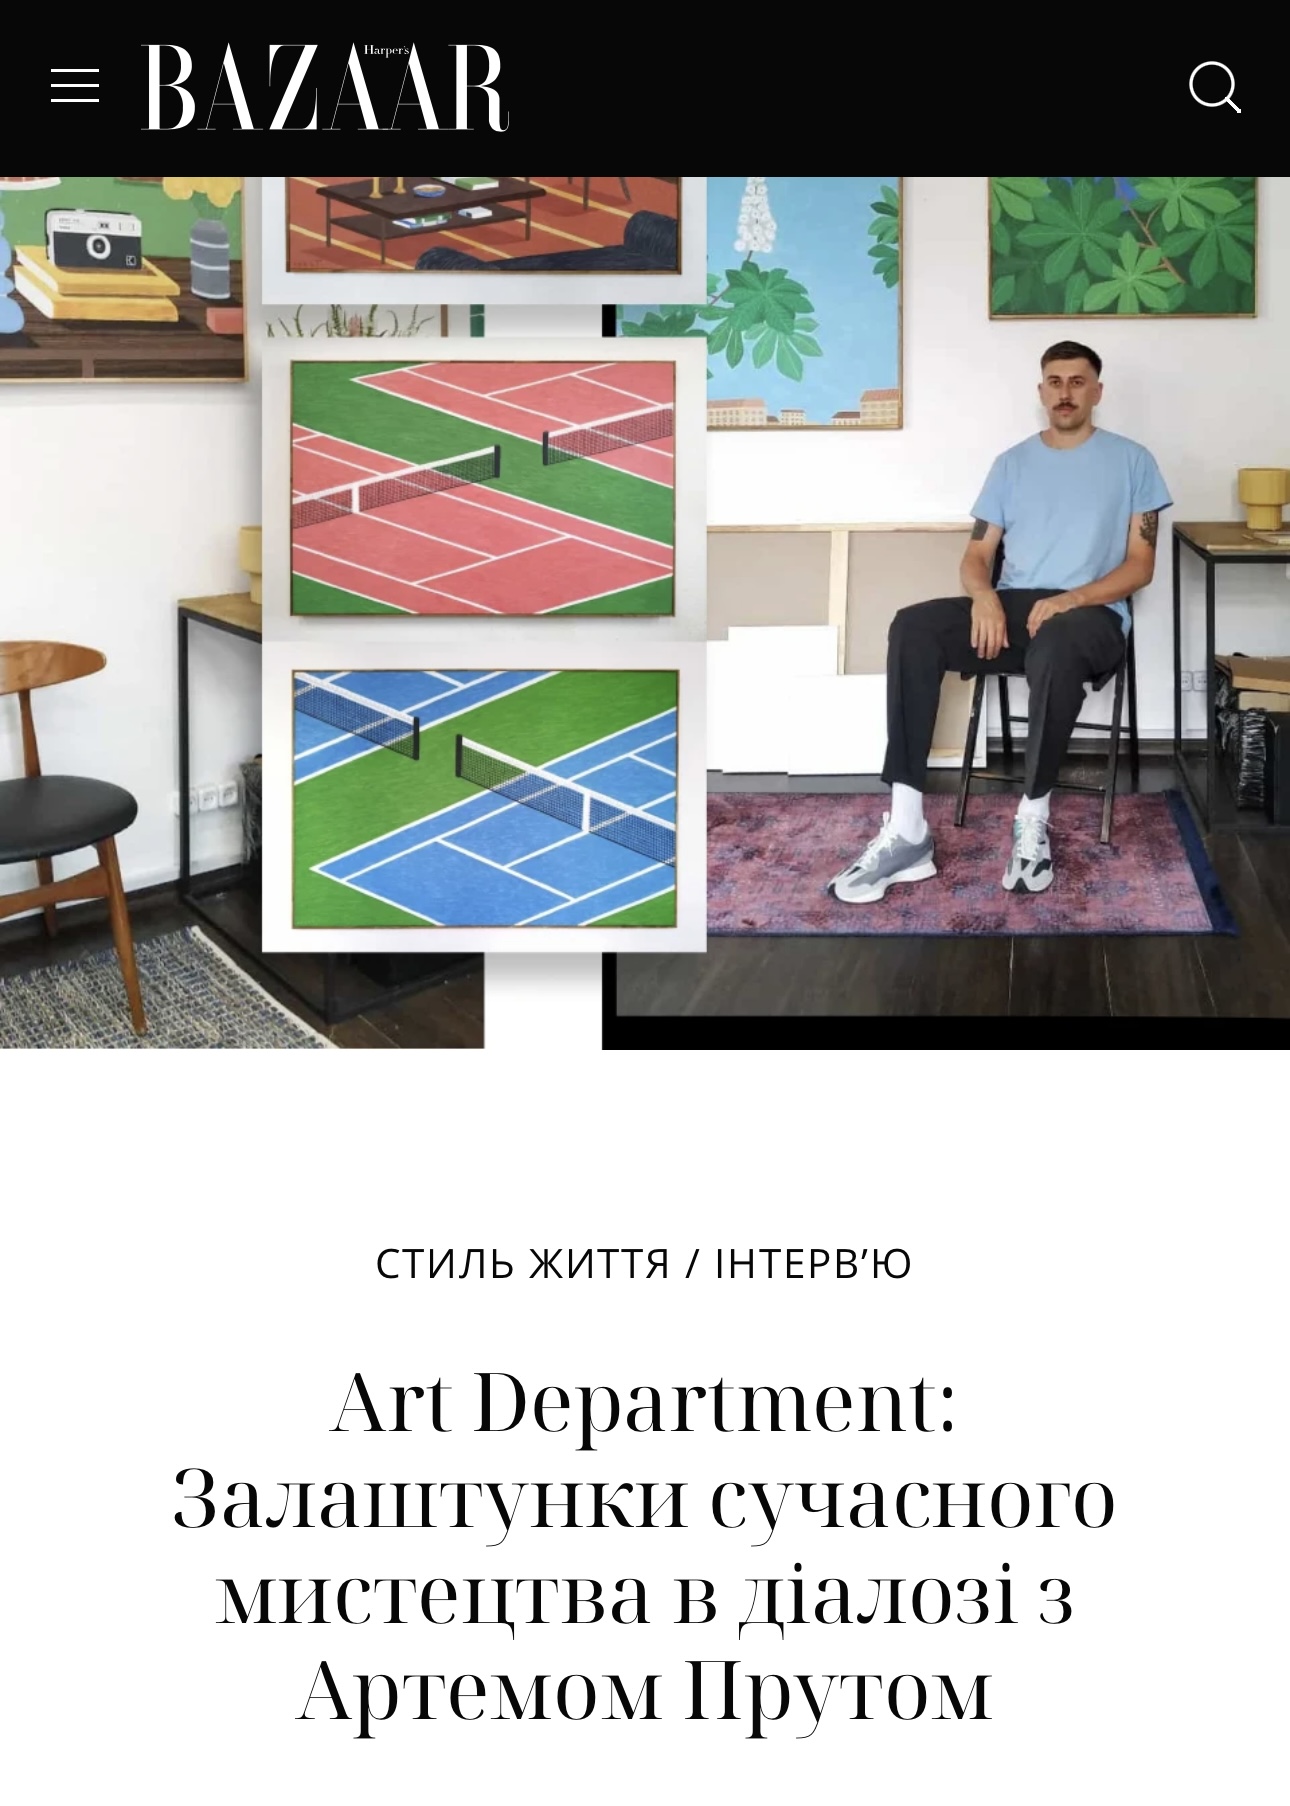 Harper's
BAZAAR
СТИЛЬ ЖИТТЯ / ІНТЕРВ’Ю
Art Department:
Залаштунки сучасного
мистецтва в діалозі з
Артемом Прутом